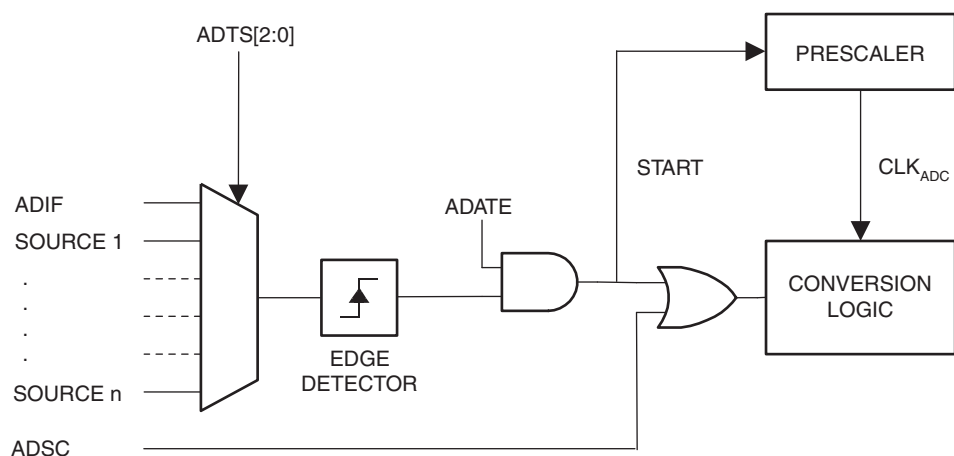 ADTS[2:0]
PRESCALER
START
CLKADC
ADIF
ADATE
SOURCE 1
.
.
.
.
CONVERSION
LOGIC
EDGE
DETECTOR
SOURCE n
ADSC